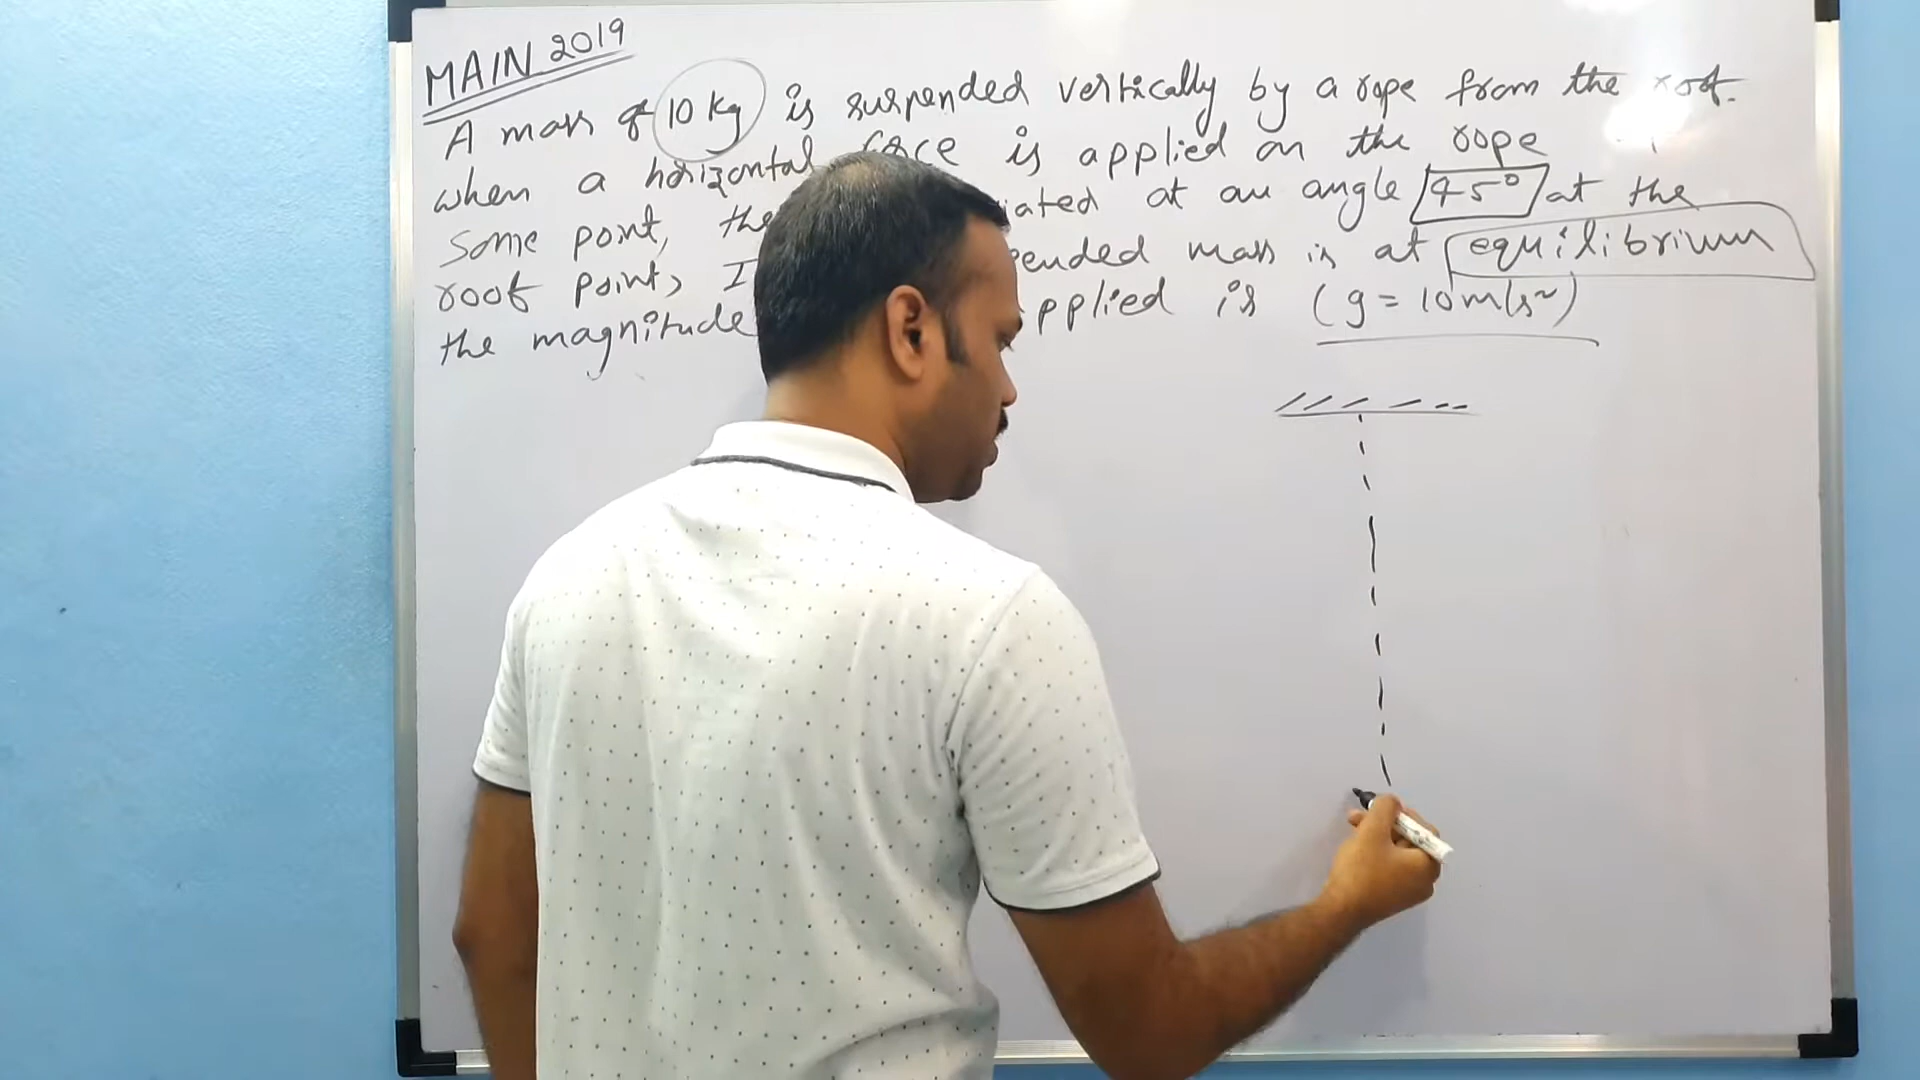 MAIN 2019
A mass of 10 kg is suspended vertically by a rope from the roof.
when a horizontal force is applied on the rope
some point, the at an angle 45° at the
roof point, mass is at equilibrium
the magnitude is (g = 10 m/s²)